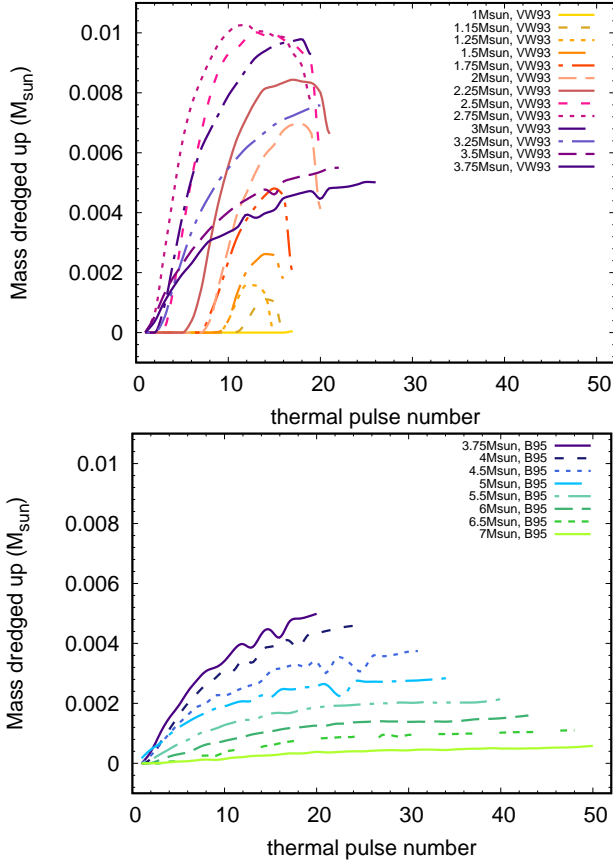 0.01
0.008
0.006
0.004
0.002
0
Mass dredged up (Msun)
1Msun, VW93
1.15Msun, VW93
1.25Msun, VW93
1.5Msun, VW93
1.75Msun, VW93
2Msun, VW93
2.25Msun, VW93
2.5Msun, VW93
2.75Msun, VW93
3Msun, VW93
3.25Msun, VW93
3.5Msun, VW93
3.75Msun, VW93
0 10 20 30 40 50
thermal pulse number
0.01
0.008
0.006
0.004
0.002
0
Mass dredged up (Msun)
3.75Msun, B95
4Msun, B95
4.5Msun, B95
5Msun, B95
5.5Msun, B95
6Msun, B95
6.5Msun, B95
7Msun, B95
0 10 20 30 40 50
thermal pulse number